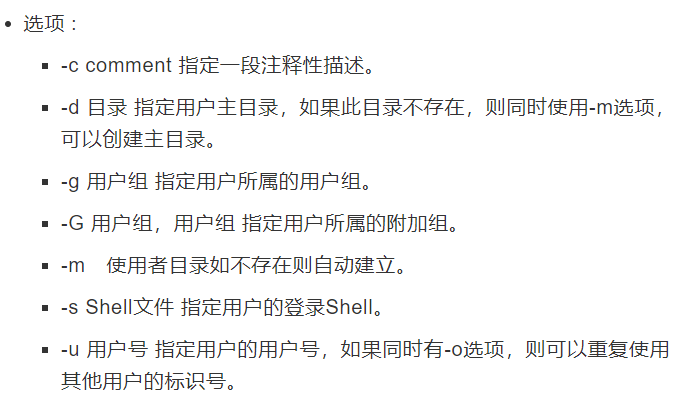 选项：
-c comment 指定一段注释性描述。
-d 目录 指定用户主目录，如果此目录不存在，则同时使用-m选项，
可以创建主目录。
-g 用户组 指定用户所属的用户组。
-G 用户组，用户组 指定用户所属的附加组。
-m　使用者目录如不存在则自动建立。
-s Shell文件 指定用户的登录Shell。
-u 用户号 指定用户的用户号，如果同时有-o选项，则可以重复使用
其他用户的标识号。